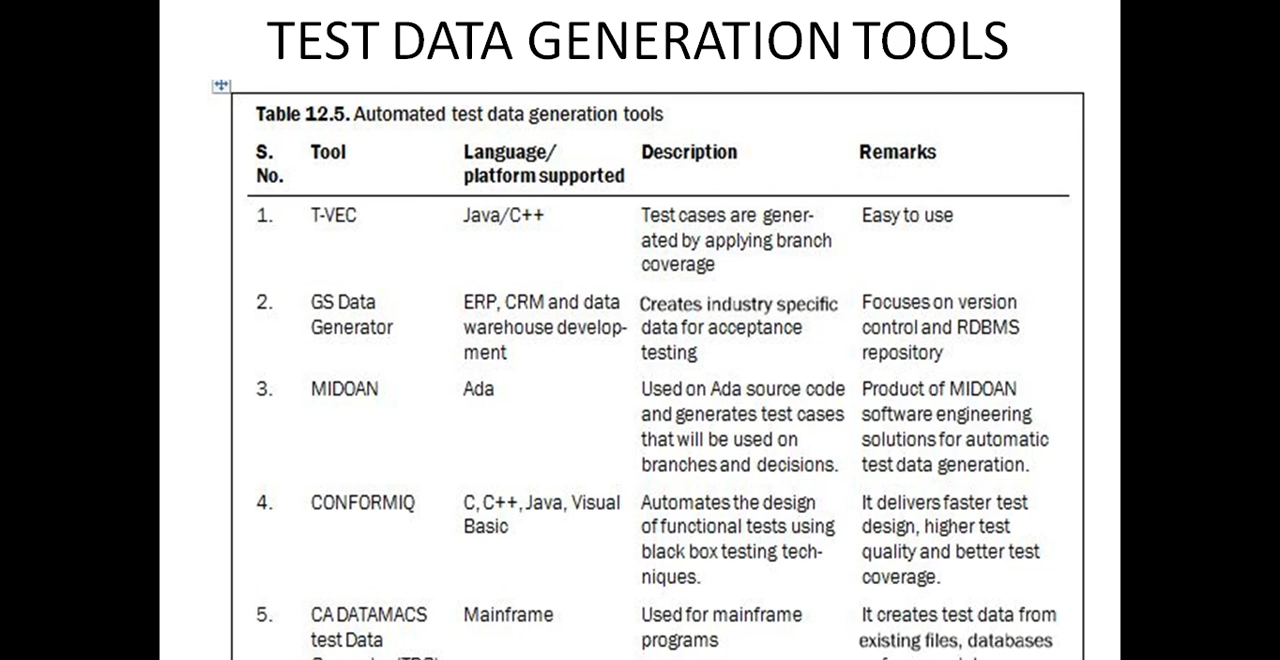 TEST DATA GENERATION TOOLS
Table 12.5. Automated test data generation tools
S. No. Tool Language/ platform supported Description Remarks
1. T-VEC Java/C++ Test cases are gener-
ated by applying branch
coverage Easy to use
2. GS Data
Generator ERP, CRM and data
warehouse develop-
ment Creates industry specific
data for acceptance
testing Focuses on version
control and RDBMS
repository
3. MIDOAN Ada Used on Ada source code
and generates test cases
that will be used on
branches and decisions. Product of MIDOAN
software engineering
solutions for automatic
test data generation.
4. CONFORMIQ C, C++, Java, Visual
Basic Automates the design
of functional tests using
black box testing tech-
niques. It delivers faster test
design, higher test
quality and better test
coverage.
5. CA DATAMACS
test Data Mainframe Used for mainframe
programs It creates test data from
existing files, databases